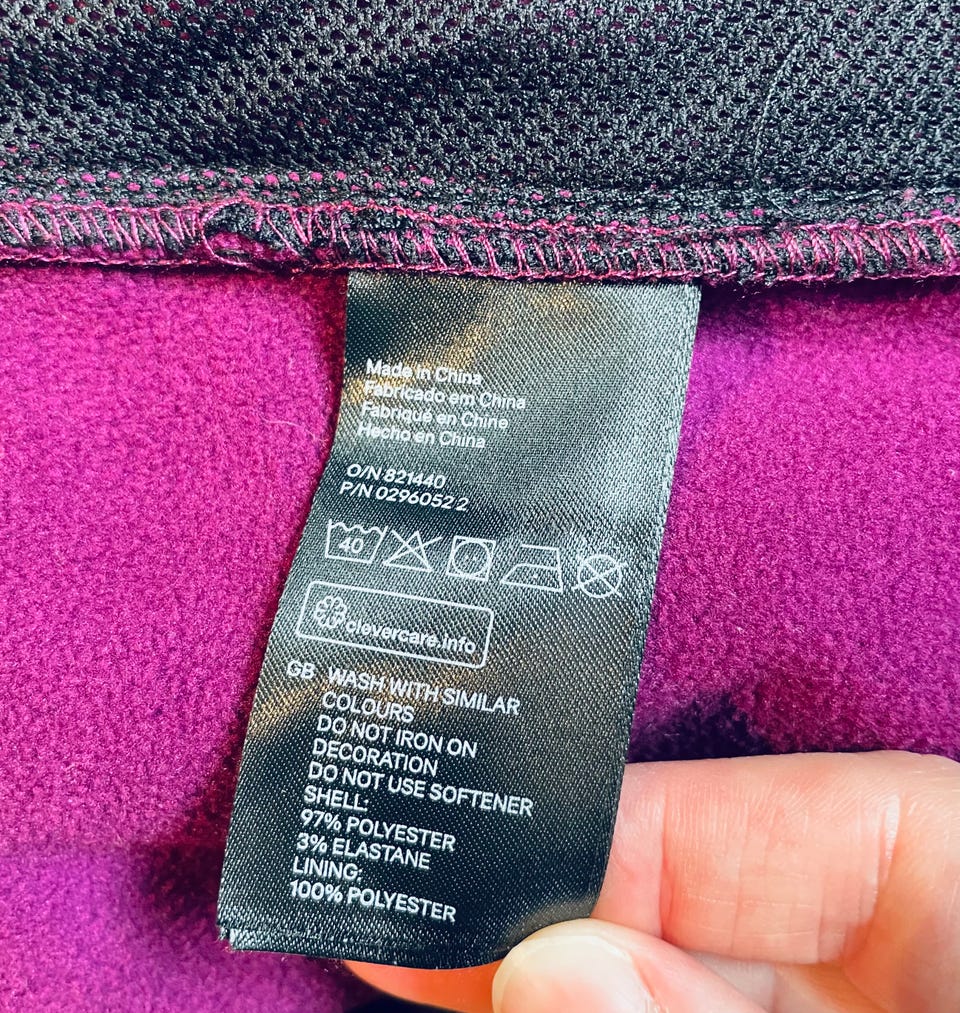 Made in China
Fabricado em China
Fabriqué en Chine
Hecho en China
O/N 821440
P/N 0296052 2
40
clevercare.info
GB WASH WITH SIMILAR
COLOURS
DO NOT IRON ON
DECORATION
DO NOT USE SOFTENER
SHELL:
97% POLYESTER
3% ELASTANE
LINING:
100% POLYESTER